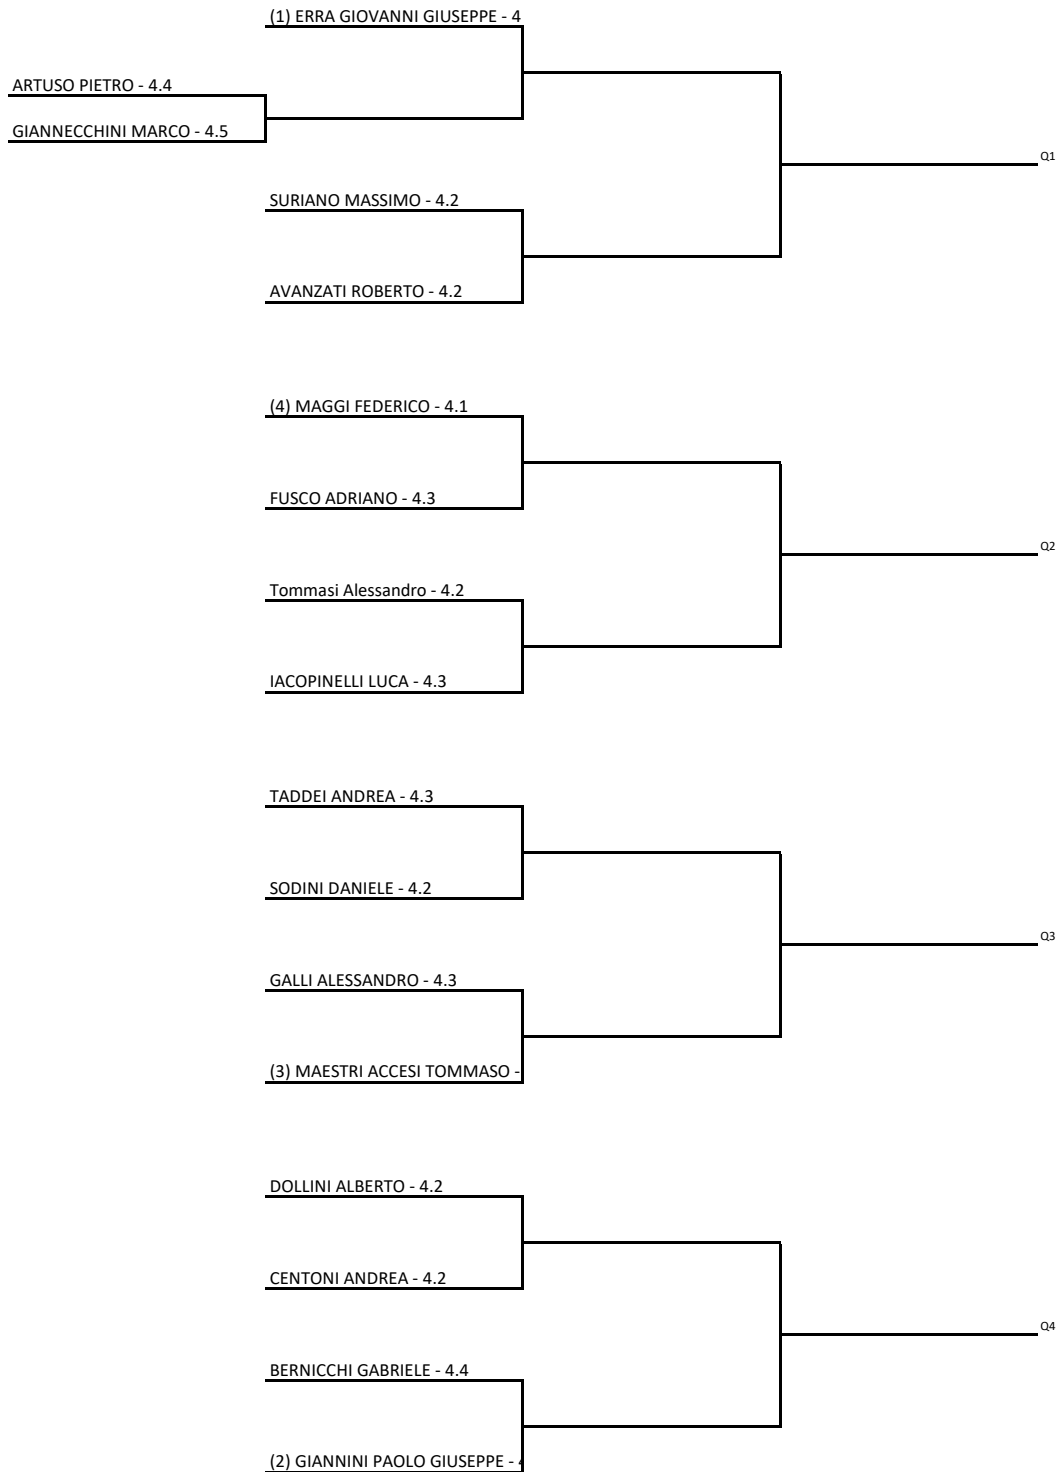 (1) ERRA GIOVANNI GIUSEPPE - 4
ARTUSO PIETRO - 4.4
GIANNECCHINI MARCO - 4.5
Q1
SURIANO MASSIMO - 4.2
AVANZATI ROBERTO - 4.2
(4) MAGGI FEDERICO - 4.1
FUSCO ADRIANO - 4.3
Q2
Tommasi Alessandro - 4.2
IACOPINELLI LUCA - 4.3
TADDEI ANDREA - 4.3
SODINI DANIELE - 4.2
Q3
GALLI ALESSANDRO - 4.3
(3) MAESTRI ACCESI TOMMASO -
DOLLINI ALBERTO - 4.2
CENTONI ANDREA - 4.2
Q4
BERNICCHI GABRIELE - 4.4
(2) GIANNINI PAOLO GIUSEPPE -